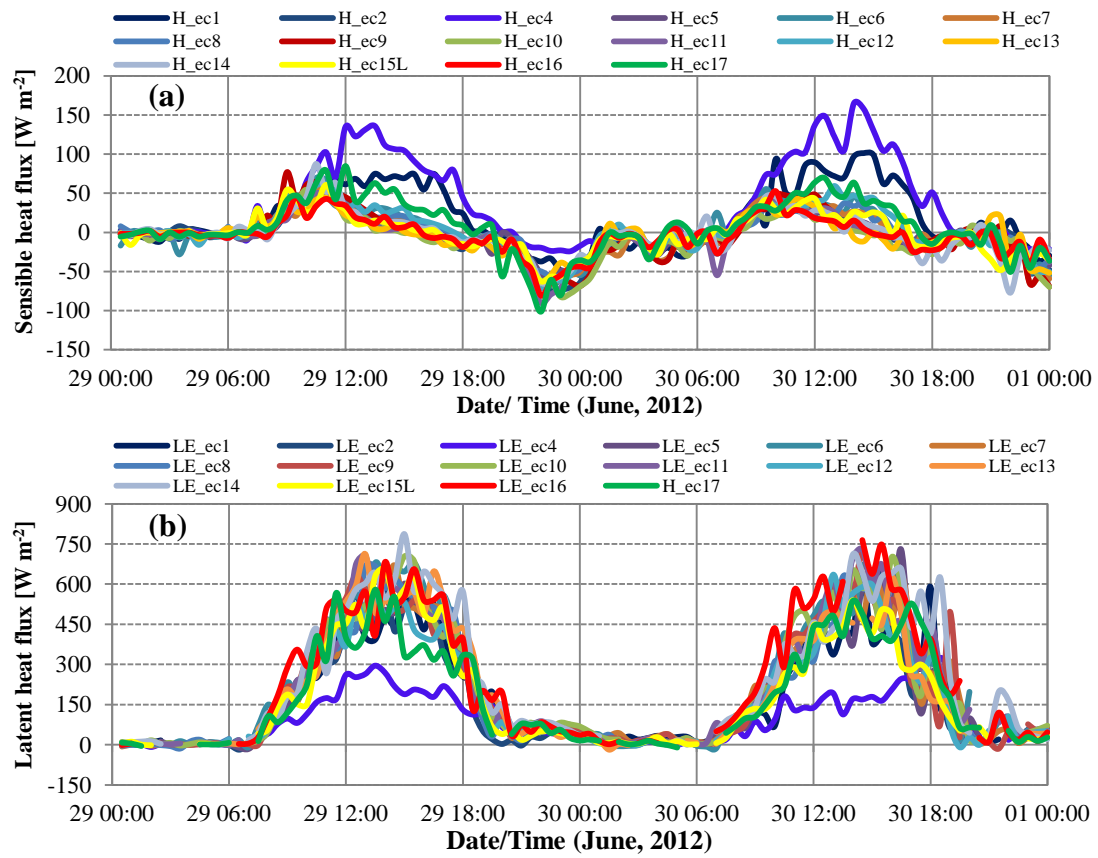 H_ec1 H_ec2 H_ec4 H_ec5 H_ec6 H_ec7
H_ec8 H_ec9 H_ec10 H_ec11 H_ec12 H_ec13
H_ec14 H_ec15L H_ec16 H_ec17
Sensible heat flux [W m-2]
(a)
200
150
100
50
0
-50
-100
-150
29 00:00 29 06:00 29 12:00 29 18:00 30 00:00 30 06:00 30 12:00 30 18:00 01 00:00
Date/ Time (June, 2012)
LE_ec1 LE_ec2 LE_ec4 LE_ec5 LE_ec6 LE_ec7
LE_ec8 LE_ec9 LE_ec10 LE_ec11 LE_ec12 LE_ec13
LE_ec14 LE_ec15L LE_ec16 H_ec17
Latent heat flux [W m-2]
(b)
900
750
600
450
300
150
0
-150
29 00:00 29 06:00 29 12:00 29 18:00 30 00:00 30 06:00 30 12:00 30 18:00 01 00:00
Date/Time (June, 2012)